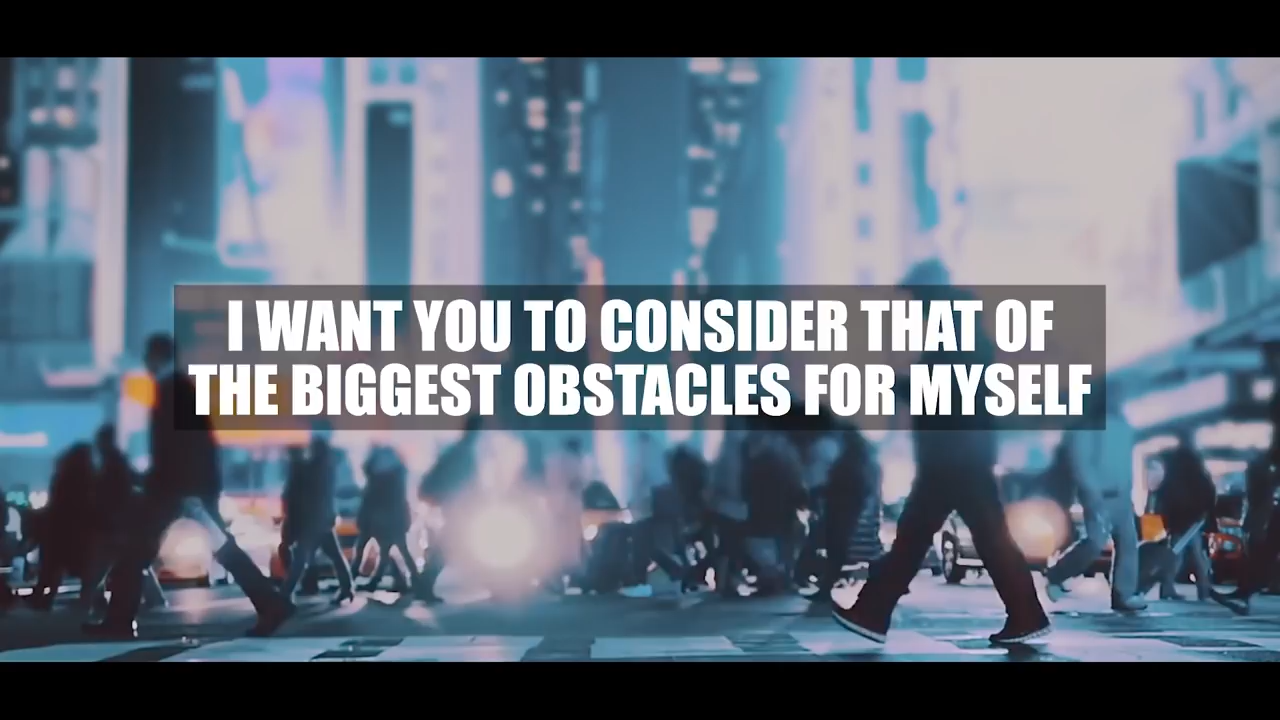 I WANT YOU TO CONSIDER THAT OF
THE BIGGEST OBSTACLES FOR MYSELF